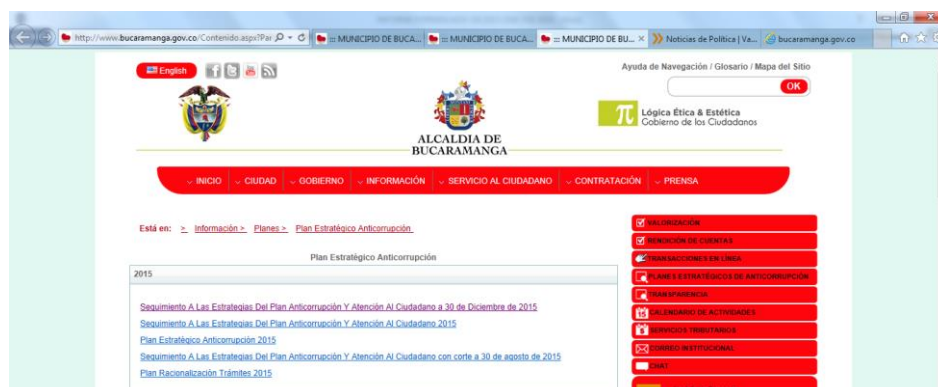 http://www.bucaramanga.gov.co/Contenido.aspx?Par
::: MUNICIPIO DE BUCA...
::: MUNICIPIO DE BUCA...
::: MUNICIPIO DE BU...
Noticias de Política | Va...
bucaramanga.gov.co
English
Ayuda de Navegación / Glosario / Mapa del Sitio
OK
ALCALDIA DE
BUCARAMANGA
Lógica Ética & Estética
Gobierno de los Ciudadanos
INICIO
CIUDAD
GOBIERNO
INFORMACIÓN
SERVICIO AL CIUDADANO
CONTRATACIÓN
PRENSA
Está en: > Información > Planes > Plan Estratégico Anticorrupción
Plan Estratégico Anticorrupción
2015
Seguimiento A Las Estrategias Del Plan Anticorrupción Y Atención Al Ciudadano a 30 de Diciembre de 2015
Seguimiento A Las Estrategias Del Plan Anticorrupción Y Atención Al Ciudadano 2015
Plan Estratégico Anticorrupción 2015
Seguimiento A Las Estrategias Del Plan Anticorrupción Y Atención Al Ciudadano con corte a 30 de agosto de 2015
Plan Racionalización Trámites 2015
VALORIZACIÓN
RENDICIÓN DE CUENTAS
TRANSACCIONES EN LÍNEA
PLANES ESTRATÉGICOS DE ANTICORRUPCIÓN
TRANSPARENCIA
CALENDARIO DE ACTIVIDADES
SERVICIOS TRIBUTARIOS
CORREO INSTITUCIONAL
CHAT